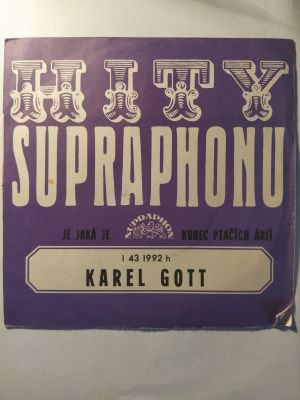 HITY
SUPRAPHONU
JE JAKÁ JE SUPRAPHON KONEC PTAČÍCH ÁRIÍ
1 43 1992 h
KAREL GOTT